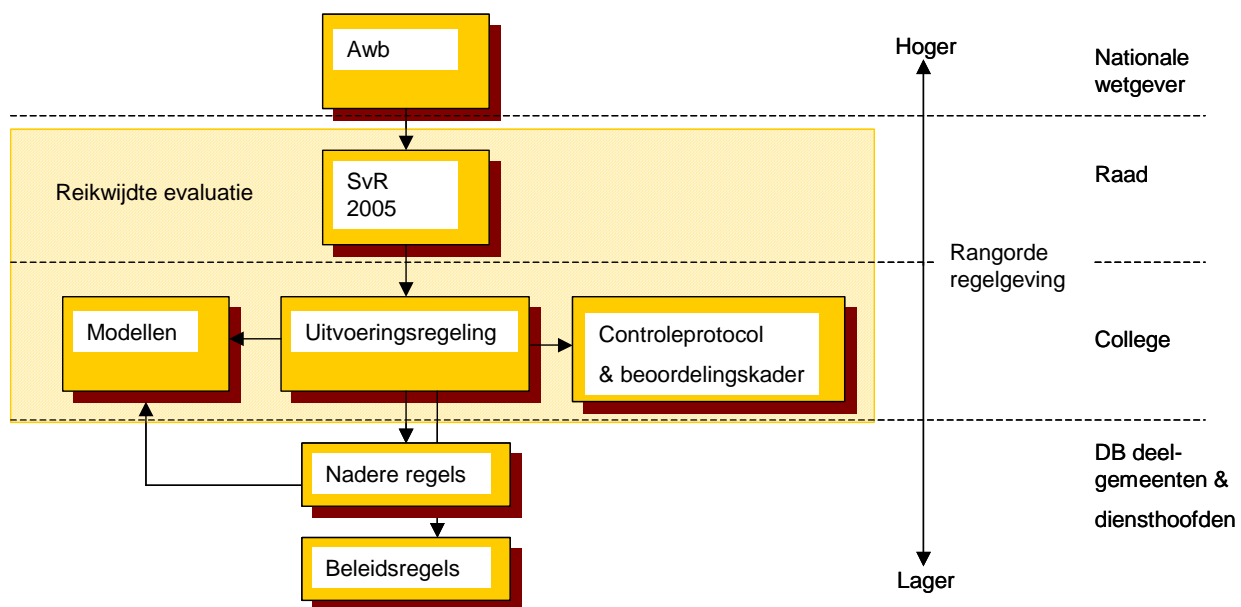 Awb
Hoger
Nationale
wetgever
Reikwijdte evaluatie
SvR
2005
Raad
Rangorde
regelgeving
Modellen
Uitvoeringsregeling
Controleprotocol
& beoordelingskader
College
Nadere regels
DB deel-
gemeenten &
diensthoofden
Beleidsregels
Lager